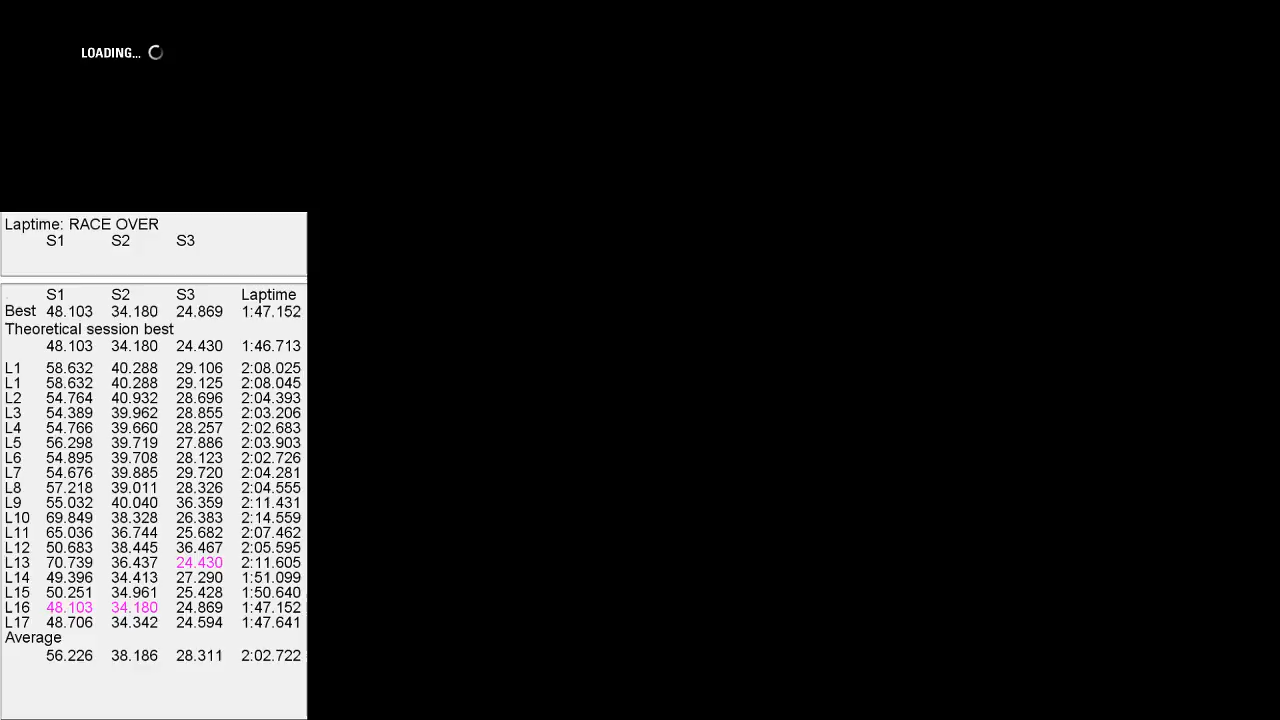 LOADING...
Laptime: RACE OVER
S1 S2 S3
S1 S2 S3 Laptime
Best 48.103 34.180 24.869 1:47.152
Theoretical session best
48.103 34.180 24.430 1:46.713
L1 58.632 40.288 29.106 2:08.025
L1 58.632 40.288 29.125 2:08.045
L2 54.764 40.932 28.696 2:04.393
L3 54.389 39.962 28.855 2:03.206
L4 54.766 39.660 28.257 2:02.683
L5 56.298 39.719 27.886 2:03.903
L6 54.895 39.708 28.123 2:02.726
L7 54.676 39.885 29.720 2:04.281
L8 57.218 39.011 28.326 2:04.555
L9 55.032 40.040 36.359 2:11.431
L10 69.849 38.328 26.383 2:14.559
L11 65.036 36.744 25.682 2:07.462
L12 50.683 38.445 36.467 2:05.595
L13 70.739 36.437 24.430 2:11.605
L14 49.396 34.413 27.290 1:51.099
L15 50.251 34.961 25.428 1:50.640
L16 48.103 34.180 24.869 1:47.152
L17 48.706 34.342 24.594 1:47.641
Average
56.226 38.186 28.311 2:02.722